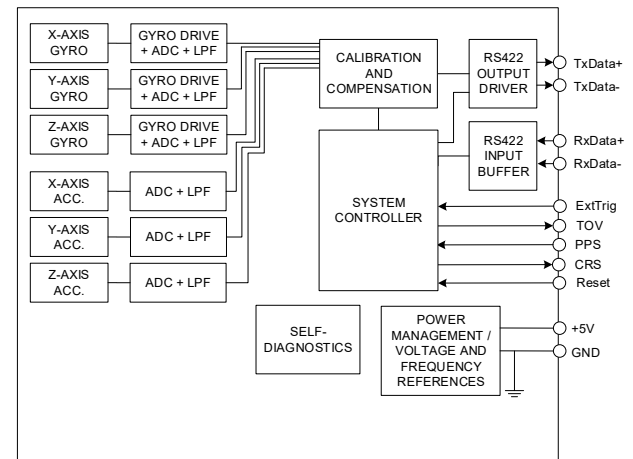 X-AXIS
GYRO
GYRO DRIVE
+ ADC + LPF
Y-AXIS
GYRO
GYRO DRIVE
+ ADC + LPF
Z-AXIS
GYRO
GYRO DRIVE
+ ADC + LPF
X-AXIS
ACC.
ADC + LPF
Y-AXIS
ACC.
ADC + LPF
Z-AXIS
ACC.
ADC + LPF
CALIBRATION
AND
COMPENSATION
RS422
OUTPUT
DRIVER
TxData+
TxData-
RS422
INPUT
BUFFER
RxData+
RxData-
SYSTEM
CONTROLLER
ExtTrig
TOV
PPS
CRS
Reset
SELF-
DIAGNOSTICS
POWER
MANAGEMENT /
VOLTAGE AND
FREQUENCY
REFERENCES
+5V
GND